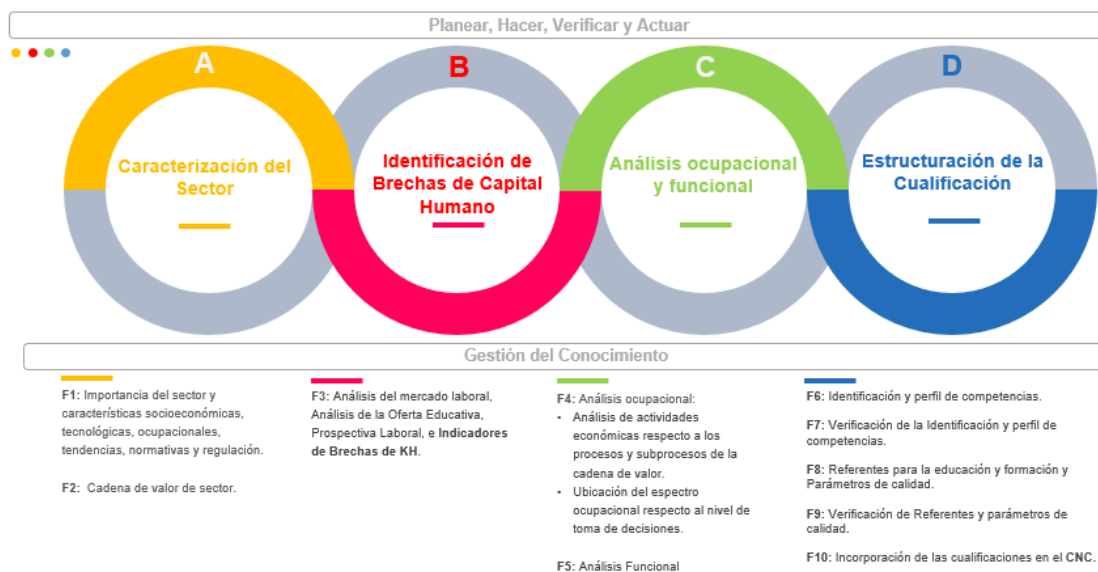 Planear, Hacer, Verificar y Actuar
A
B
C
D
Caracterización del
Sector
Identificación de
Brechas de Capital
Humano
Análisis ocupacional
y funcional
Estructuración de la
Cualificación
Gestión del Conocimiento
F1: Importancia del sector y
características socioeconómicas,
tecnológicas, ocupacionales,
tendencias, normativas y regulación.
F2: Cadena de valor de sector.
F3: Análisis del mercado laboral,
Análisis de la Oferta Educativa,
Prospectiva Laboral, e Indicadores
de Brechas de KH.
F4: Análisis ocupacional:
• Análisis de actividades
económicas respecto a los
procesos y subprocesos de la
cadena de valor.
• Ubicación del espectro
ocupacional respecto al nivel de
toma de decisiones.
F5: Análisis Funcional
F6: Identificación y perfil de competencias.
F7: Verificación de la Identificación y perfil de
competencias.
F8: Referentes para la educación y formación y
Parámetros de calidad.
F9: Verificación de Referentes y parámetros de
calidad.
F10: Incorporación de las cualificaciones en el CNC.